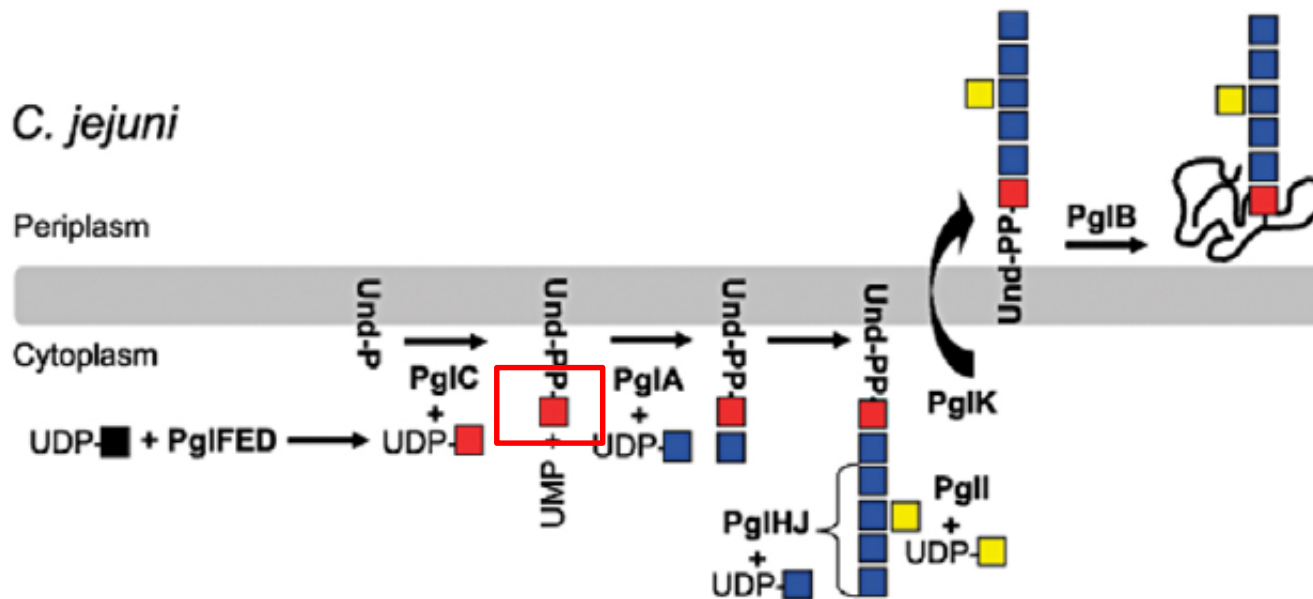 C. jejuni
Periplasm
PglB
Und-PP-
Cytoplasm
Und-P
PglC
+
UDP-
UDP-
+ PglFED
Und-PP-
UMP +
PglA
+
UDP-
Und-PP-
Und-PP-
PglHJ
+
UDP-
PglI
+
UDP-
PglK